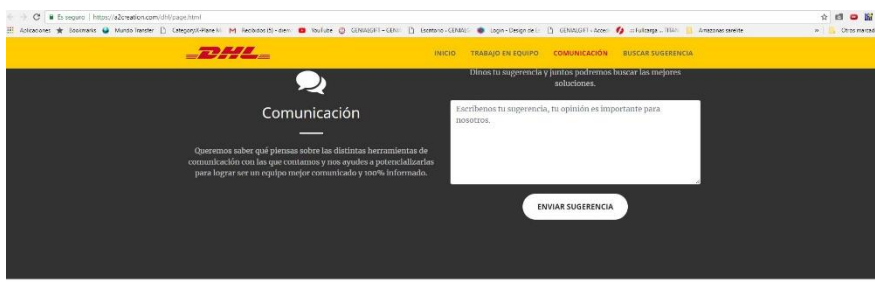 Es seguro | https://a2creation.com/dhl/page.html
Aplicaciones Bookmarks Mundo Transfer YouTube Amazonas satelite Otros marcad
DHL INICIO TRABAJO EN EQUIPO COMUNICACIÓN BUSCAR SUGERENCIA
Comunicación
Queremos saber qué piensas sobre las distintas herramientas de
comunicación con las que contamos y nos ayudes a potencializarlas
para lograr ser un equipo mejor comunicado y 100% informado.
Dinos tu sugerencia y juntos podremos buscar las mejores
soluciones.
Escríbenos tu sugerencia, tu opinión es importante para
nosotros.
ENVIAR SUGERENCIA